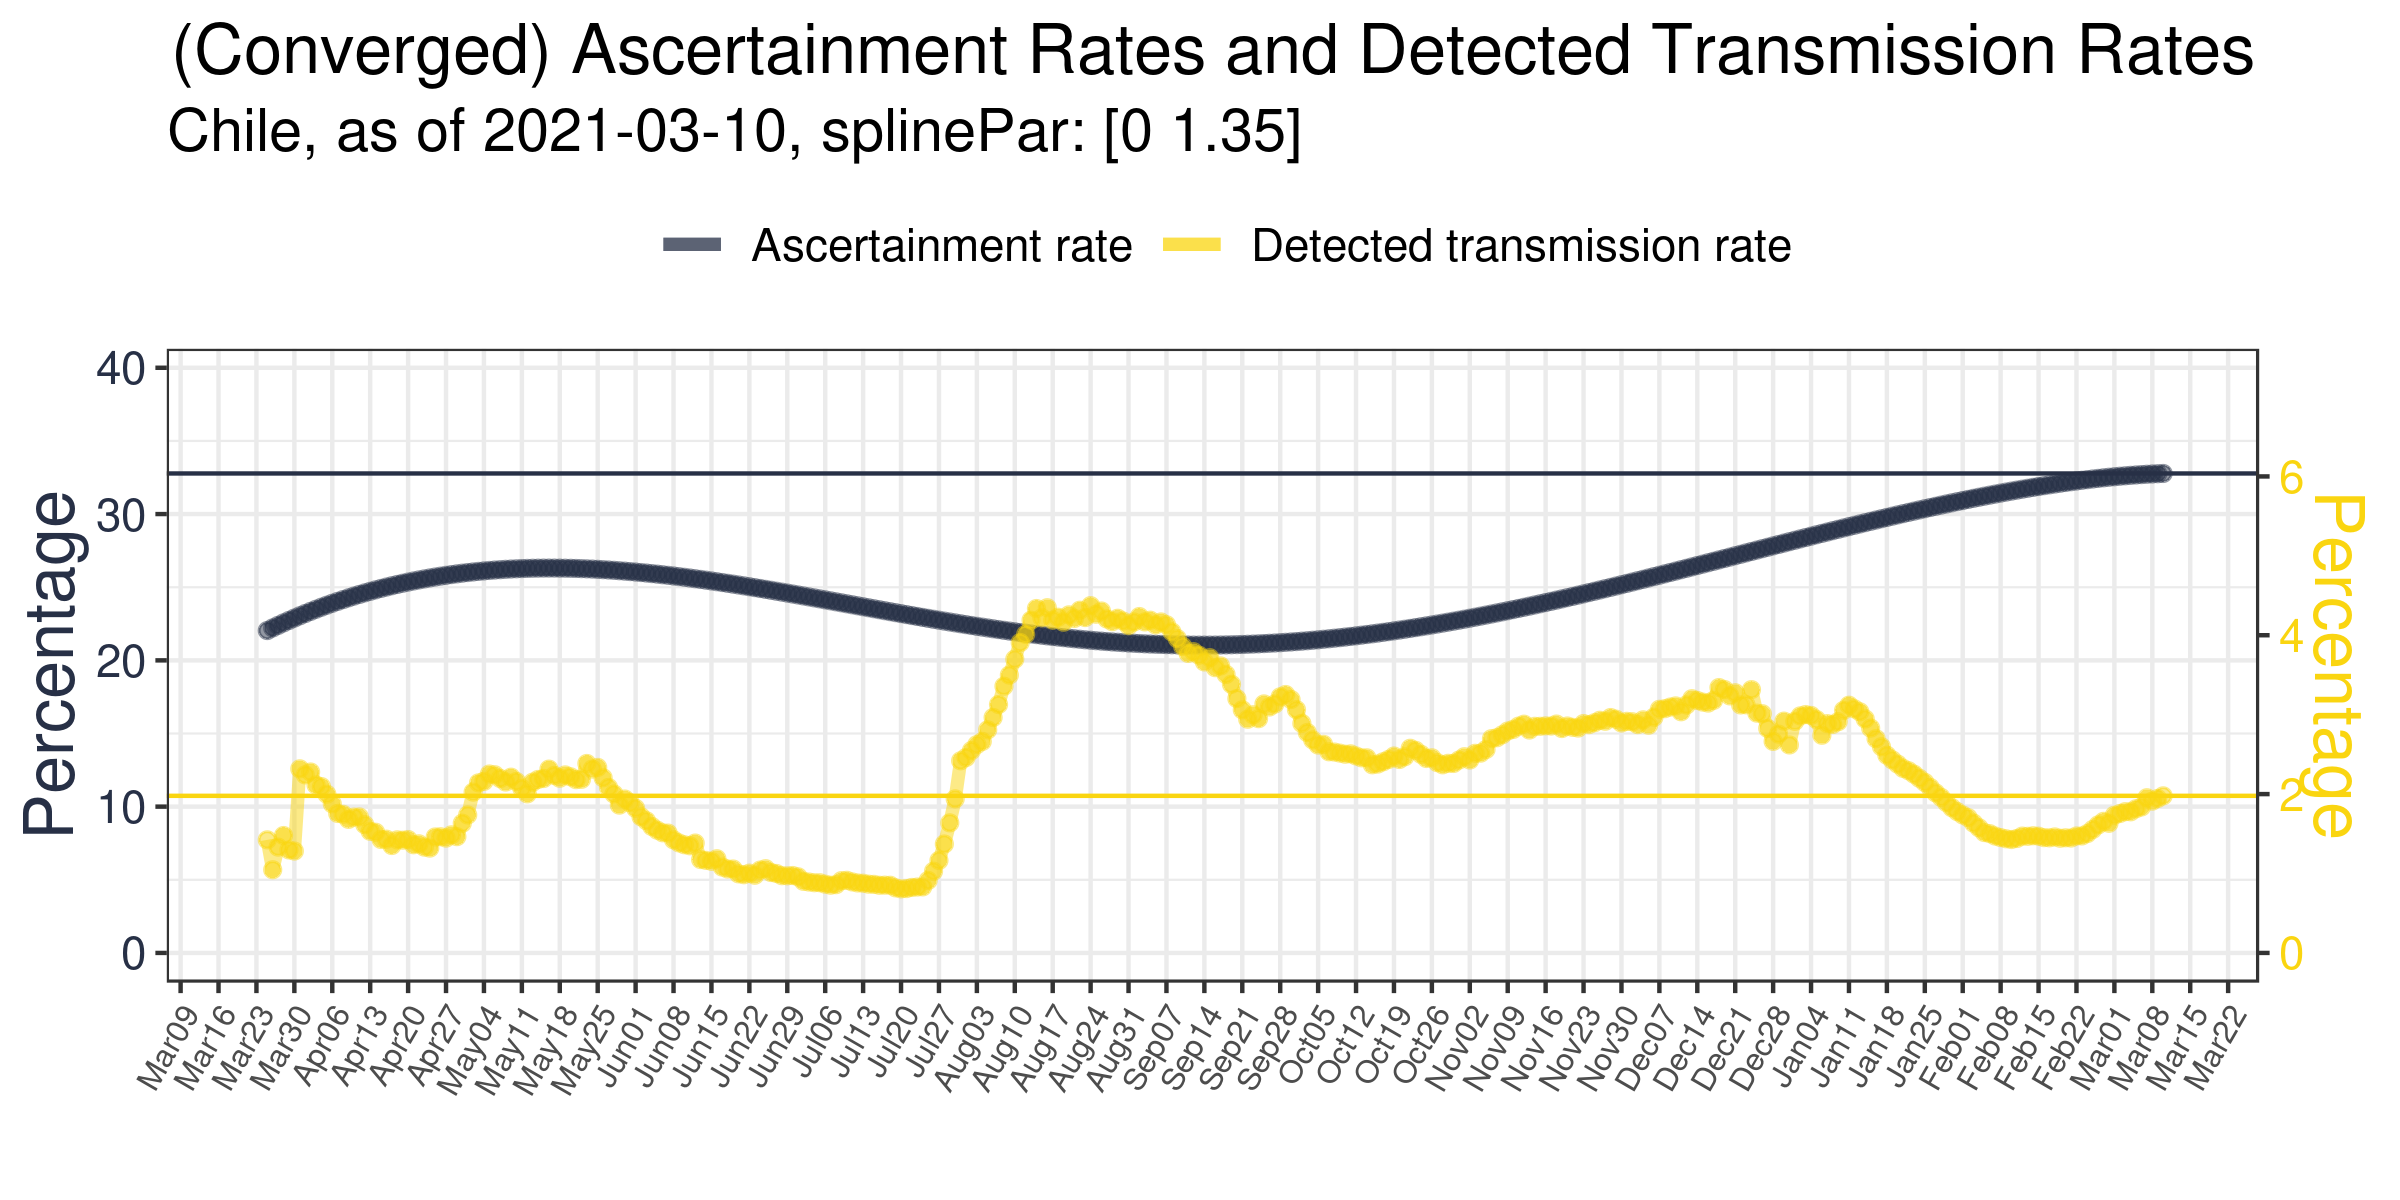 (Converged) Ascertainment Rates and Detected Transmission Rates
Chile, as of 2021-03-10, splinePar: [0 1.35]
Ascertainment rate Detected transmission rate
Percentage
40
30
20
10
0
6
4
2
0
Percentage
Mar09 Mar16 Mar23 Mar30 Apr06 Apr13 Apr20 Apr27 May04 May11 May18 May25 Jun01 Jun08 Jun15 Jun22 Jun29 Jul06 Jul13 Jul20 Jul27 Aug03 Aug10 Aug17 Aug24 Aug31 Sep07 Sep14 Sep21 Sep28 Oct05 Oct12 Oct19 Oct26 Nov02 Nov09 Nov16 Nov23 Nov30 Dec07 Dec14 Dec21 Dec28 Jan04 Jan11 Jan18 Jan25 Feb01 Feb08 Feb15 Feb22 Mar01 Mar08 Mar15 Mar22